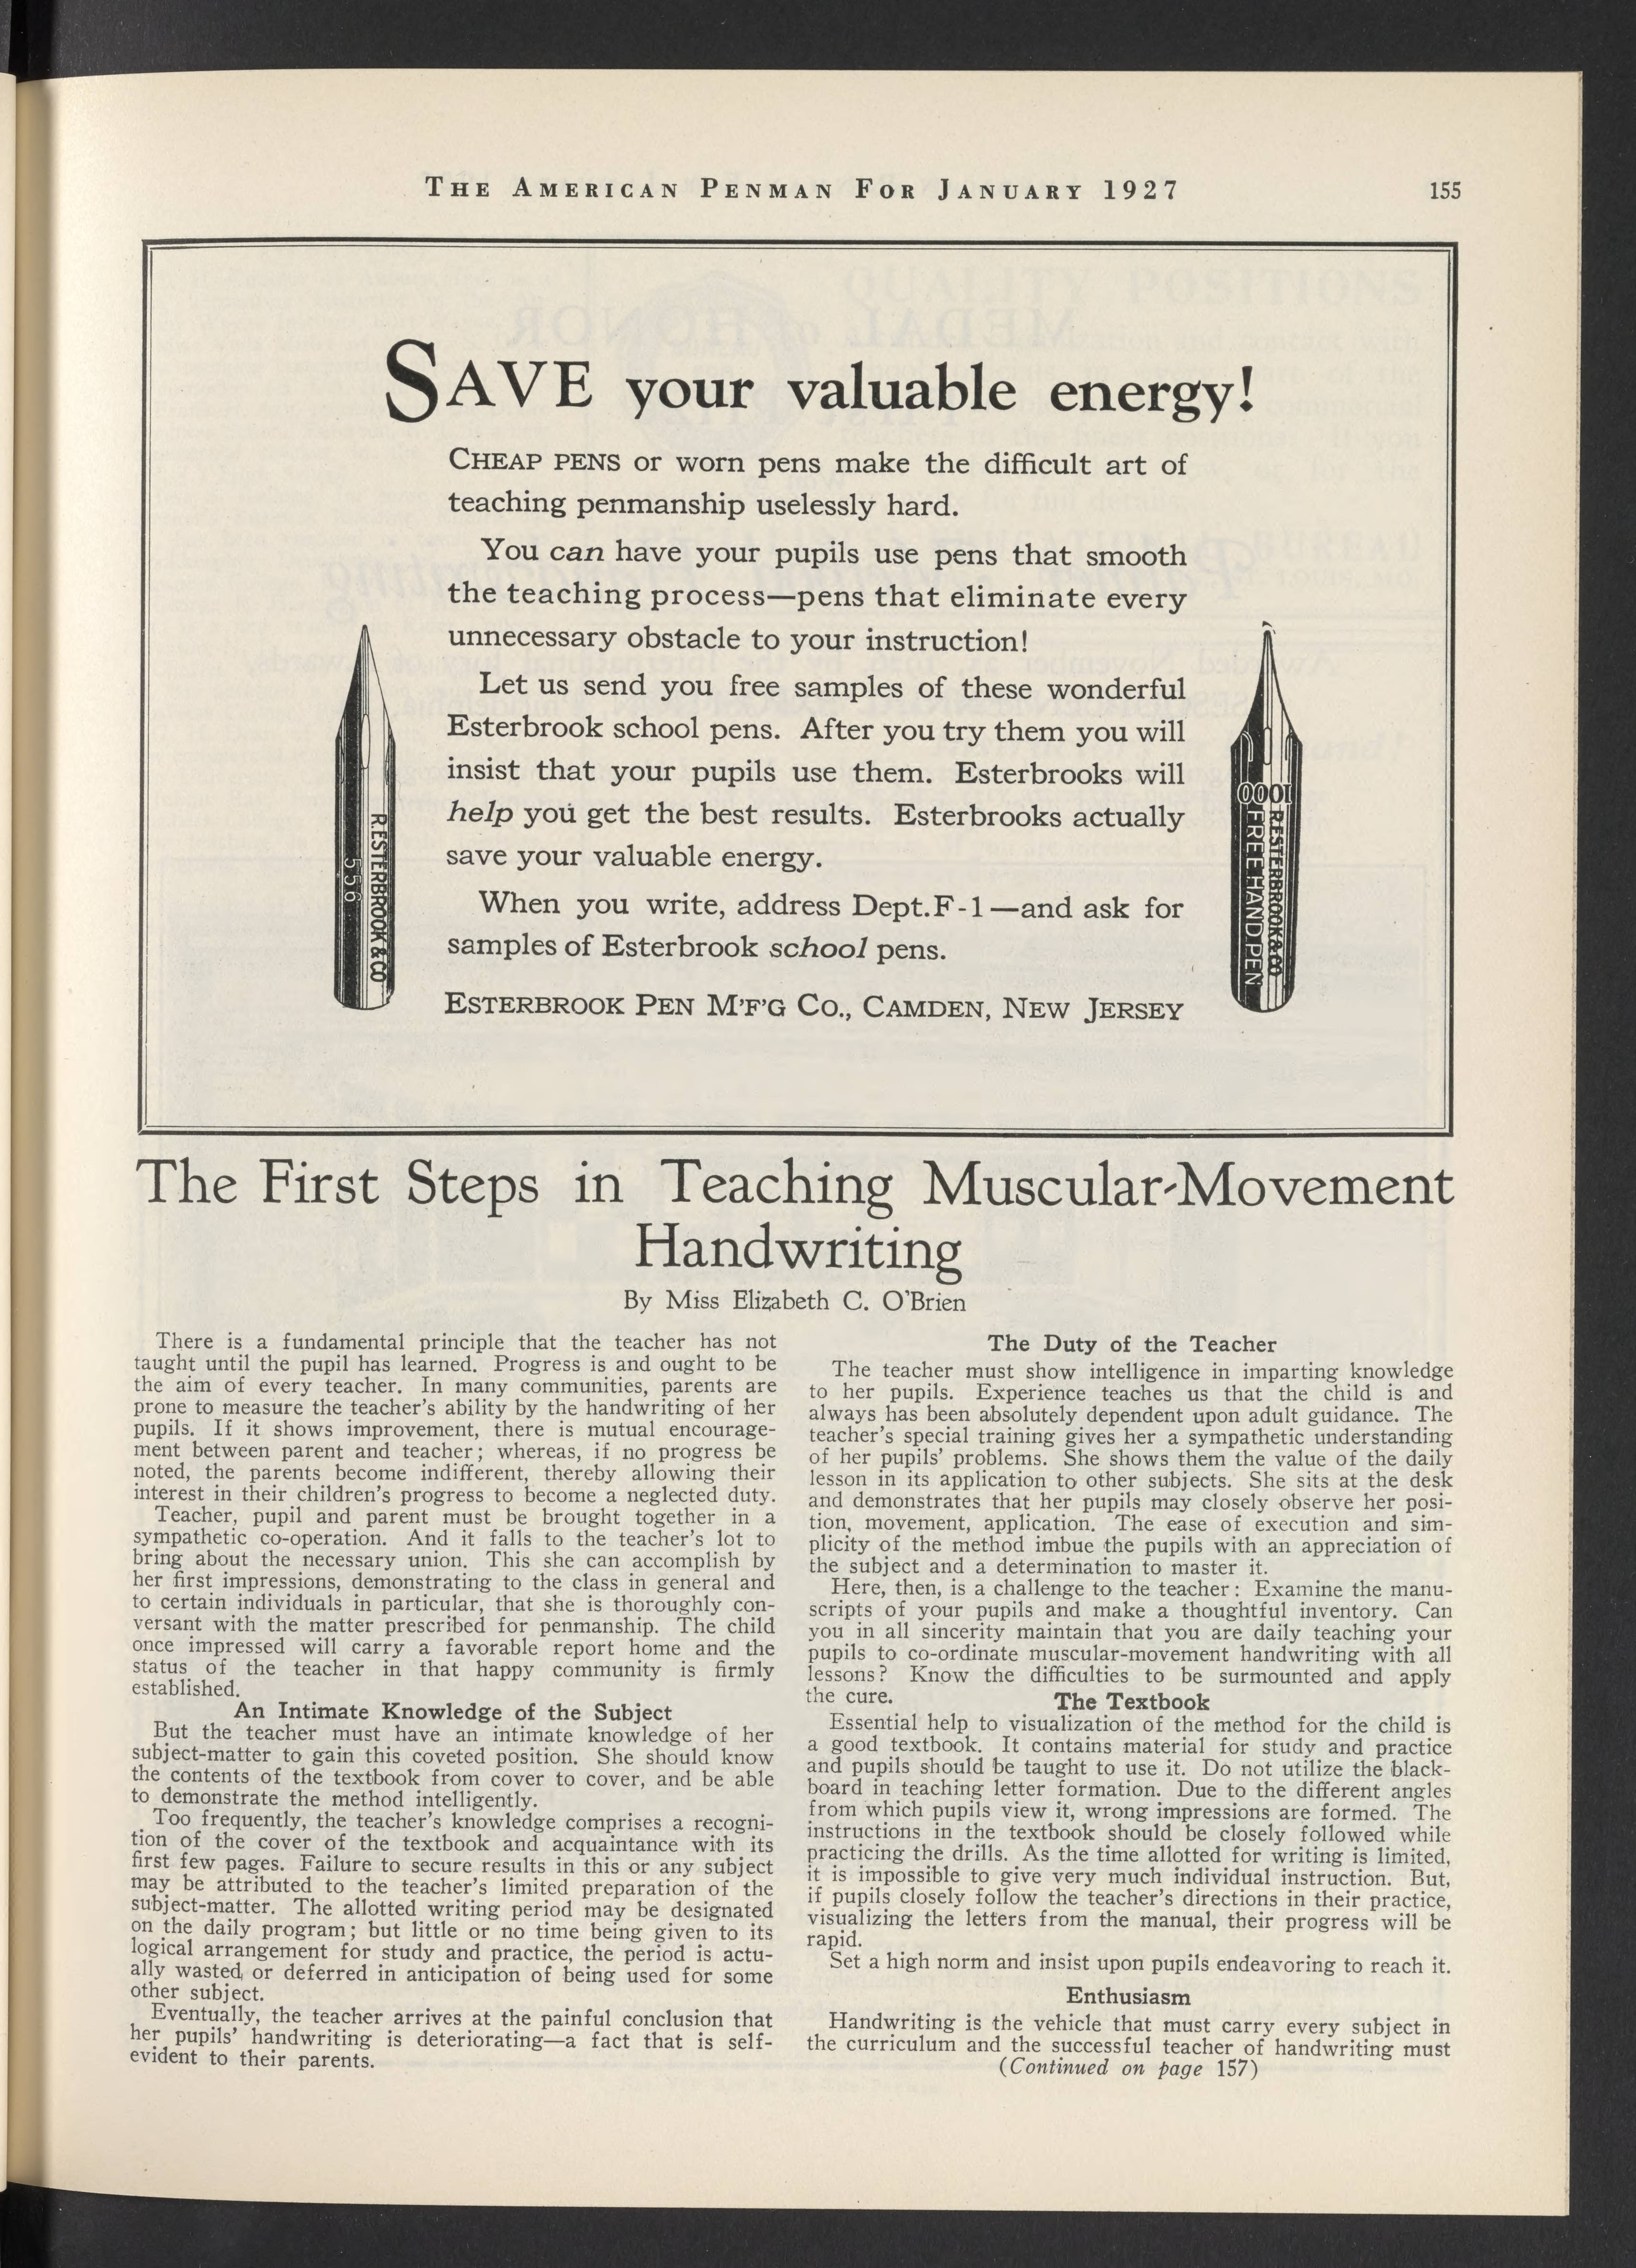 THE AMERICAN PENMAN FOR JANUARY 1927
155
SAVE your valuable energy!
CHEAP PENS or worn pens make the difficult art of
teaching penmanship uselessly hard.
You can have your pupils use pens that smooth
the teaching process—pens that eliminate every
unnecessary obstacle to your instruction!
Let us send you free samples of these wonderful
Esterbrook school pens. After you try them you will
insist that your pupils use them. Esterbrooks will
help you get the best results. Esterbrooks actually
save your valuable energy.
When you write, address Dept.F-1—and ask for
samples of Esterbrook school pens.
ESTERBROOK PEN M'F'G CO., CAMDEN, NEW JERSEY
R.ESTERBROOK&CO
556
1000
R.ESTERBROOK&CO
FREEHAND PEN
The First Steps in Teaching Muscular-Movement
Handwriting
By Miss Elizabeth C. O'Brien
There is a fundamental principle that the teacher has not
taught until the pupil has learned. Progress is and ought to be
the aim of every teacher. In many communities, parents are
prone to measure the teacher's ability by the handwriting of her
pupils. If it shows improvement, there is mutual encourage-
ment between parent and teacher; whereas, if no progress be
noted, the parents become indifferent, thereby allowing their
interest in their children's progress to become a neglected duty.
Teacher, pupil and parent must be brought together in a
sympathetic co-operation. And it falls to the teacher's lot to
bring about the necessary union. This she can accomplish by
her first impressions, demonstrating to the class in general and
to certain individuals in particular, that she is thoroughly con-
versant with the matter prescribed for penmanship. The child
once impressed will carry a favorable report home and the
status of the teacher in that happy community is firmly
established.
An Intimate Knowledge of the Subject
But the teacher must have an intimate knowledge of her
subject-matter to gain this coveted position. She should know
the contents of the textbook from cover to cover, and be able
to demonstrate the method intelligently.
Too frequently, the teacher's knowledge comprises a recogni-
tion of the cover of the textbook and acquaintance with its
first few pages. Failure to secure results in this or any subject
may be attributed to the teacher's limited preparation of the
subject-matter. The allotted writing period may be designated
on the daily program; but little or no time being given to its
logical arrangement for study and practice, the period is actu-
ally wasted or deferred in anticipation of being used for some
other subject.
Eventually, the teacher arrives at the painful conclusion that
her pupils' handwriting is deteriorating—a fact that is self-
evident to their parents.
The Duty of the Teacher
The teacher must show intelligence in imparting knowledge
to her pupils. Experience teaches us that the child is and
always has been absolutely dependent upon adult guidance. The
teacher's special training gives her a sympathetic understanding
of her pupils' problems. She shows them the value of the daily
lesson in its application to other subjects. She sits at the desk
and demonstrates that her pupils may closely observe her posi-
tion, movement, application. The ease of execution and sim-
plicity of the method imbue the pupils with an appreciation of
the subject and a determination to master it.
Here, then, is a challenge to the teacher: Examine the manu-
scripts of your pupils and make a thoughtful inventory. Can
you in all sincerity maintain that you are daily teaching your
pupils to co-ordinate muscular-movement handwriting with all
lessons? Know the difficulties to be surmounted and apply
the cure.
The Textbook
Essential help to visualization of the method for the child is
a good textbook. It contains material for study and practice
and pupils should be taught to use it. Do not utilize the black-
board in teaching letter formation. Due to the different angles
from which pupils view it, wrong impressions are formed. The
instructions in the textbook should be closely followed while
practicing the drills. As the time allotted for writing is limited,
it is impossible to give very much individual instruction. But,
if pupils closely follow the teacher's directions in their practice,
visualizing the letters from the manual, their progress will be
rapid.
Set a high norm and insist upon pupils endeavoring to reach it.
Enthusiasm
Handwriting is the vehicle that must carry every subject in
the curriculum and the successful teacher of handwriting must
(Continued on page 157)